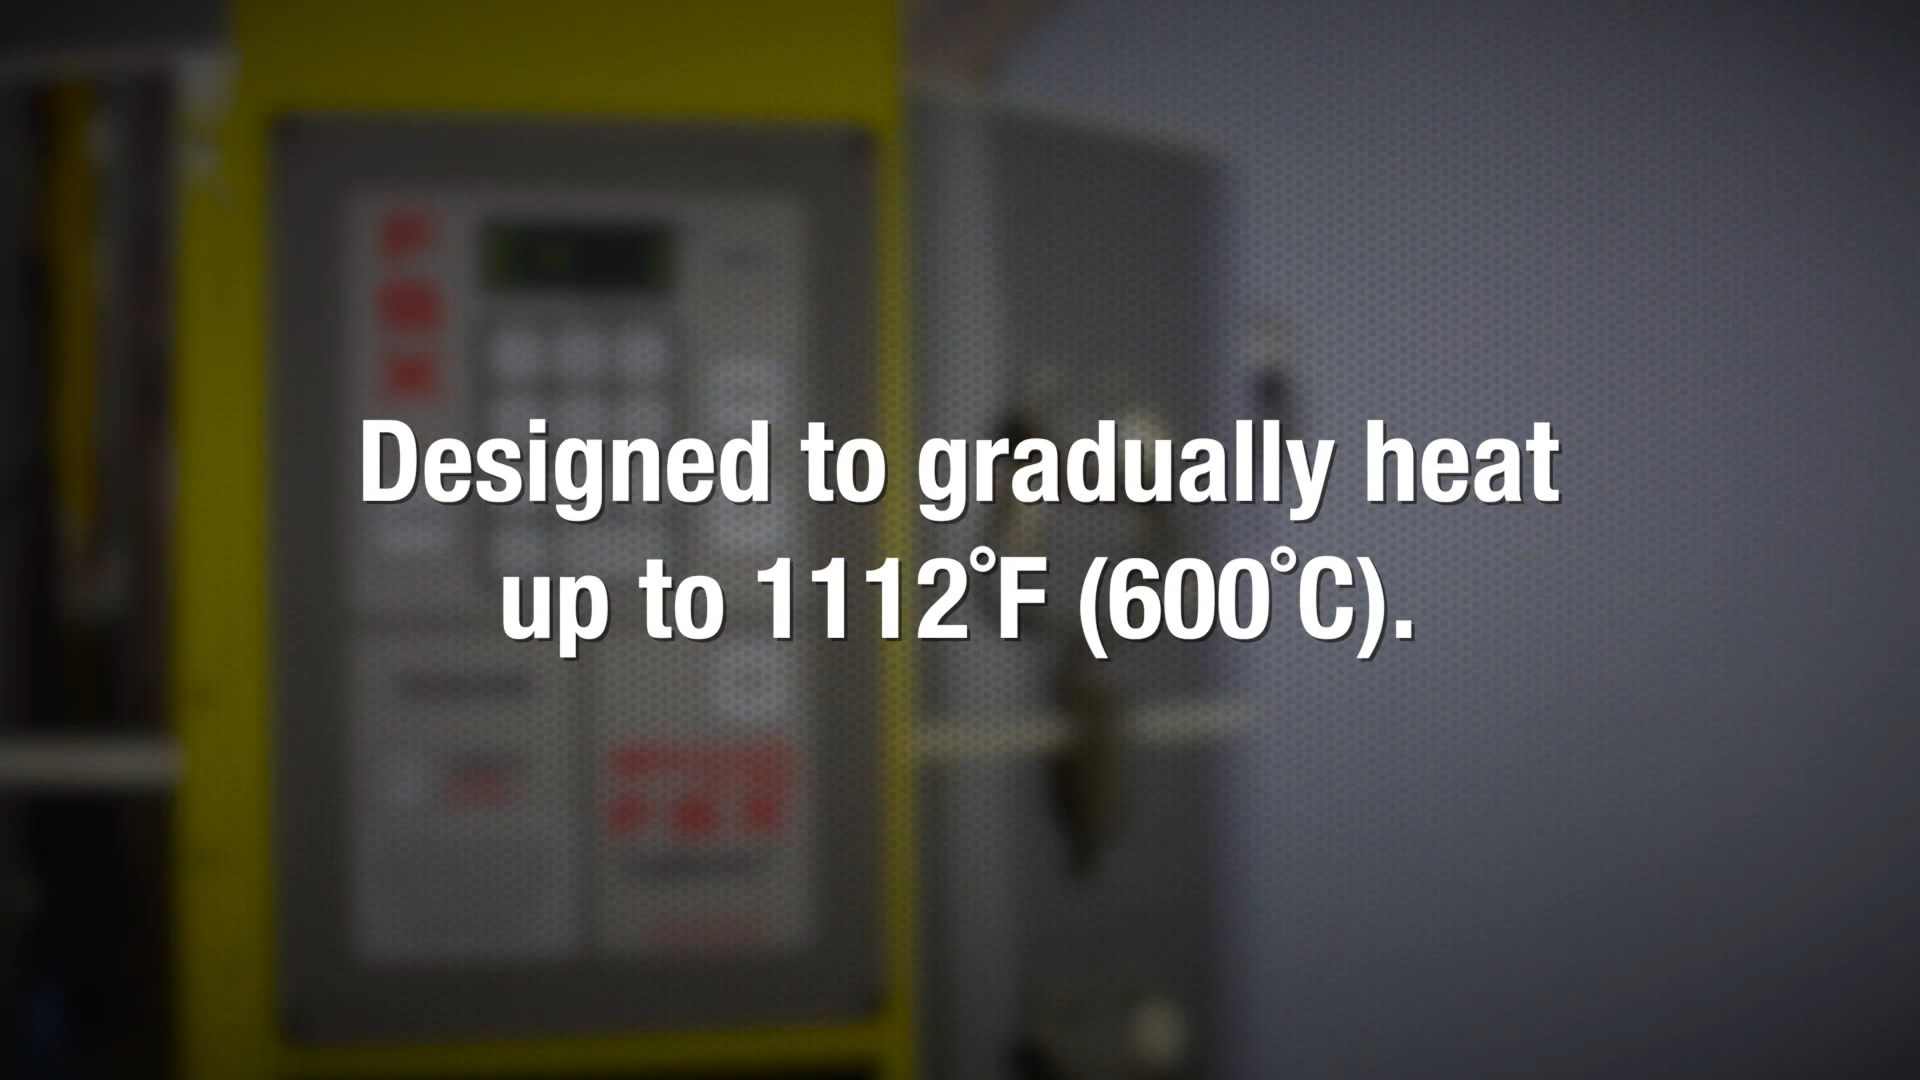 Designed to gradually heat
up to 1112°F (600°C).